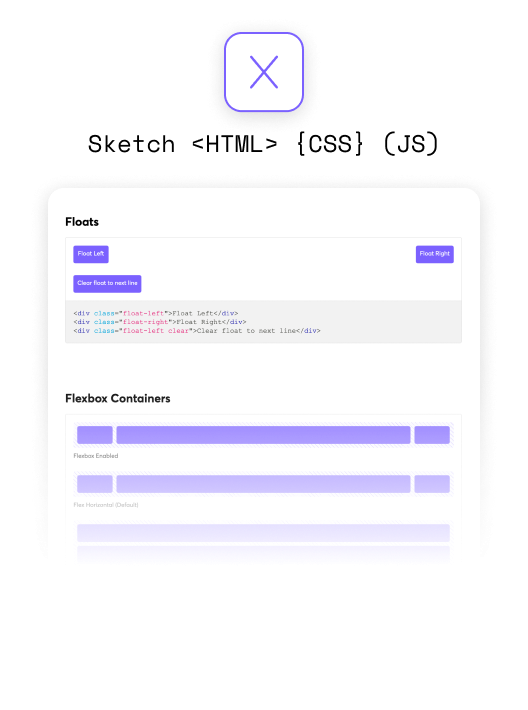 Sketch <HTML> {CSS} (JS)
Floats
Float Left
Float Right
Clear float to next line
<div class="float-left">Float Left</div>
<div class="float-right">Float Right</div>
<div class="float-left clear">Clear float to next line</div>
Flexbox Containers
Flexbox Enabled
Flex Horizontal (Default)